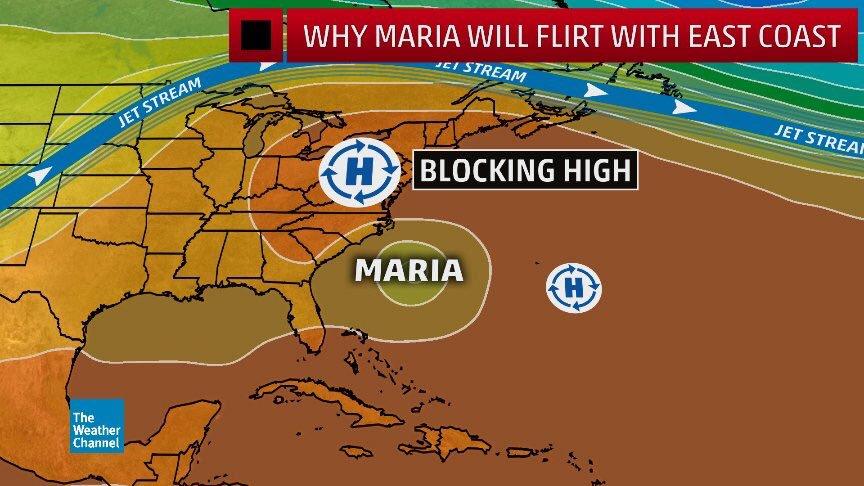 WHY MARIA WILL FLIRT WITH EAST COAST
JET STREAM
JET STREAM
JET STREAM
H
BLOCKING HIGH
MARIA
H
The
Weather
Channel